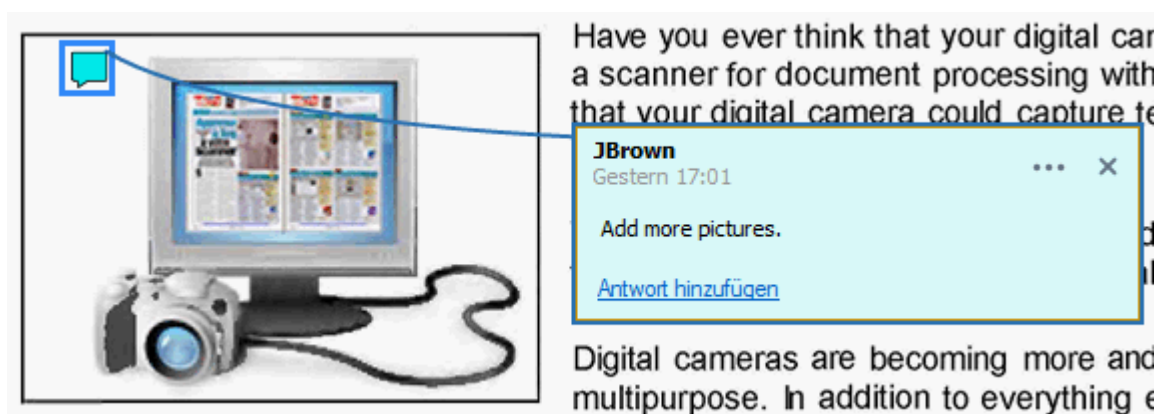 Have you ever think that your digital
a scanner for document processing with
that your digital camera could capture
JBrown
Gestern 17:01
Add more pictures.
Antwort hinzufügen
Digital cameras are becoming more and
multipurpose. In addition to everything